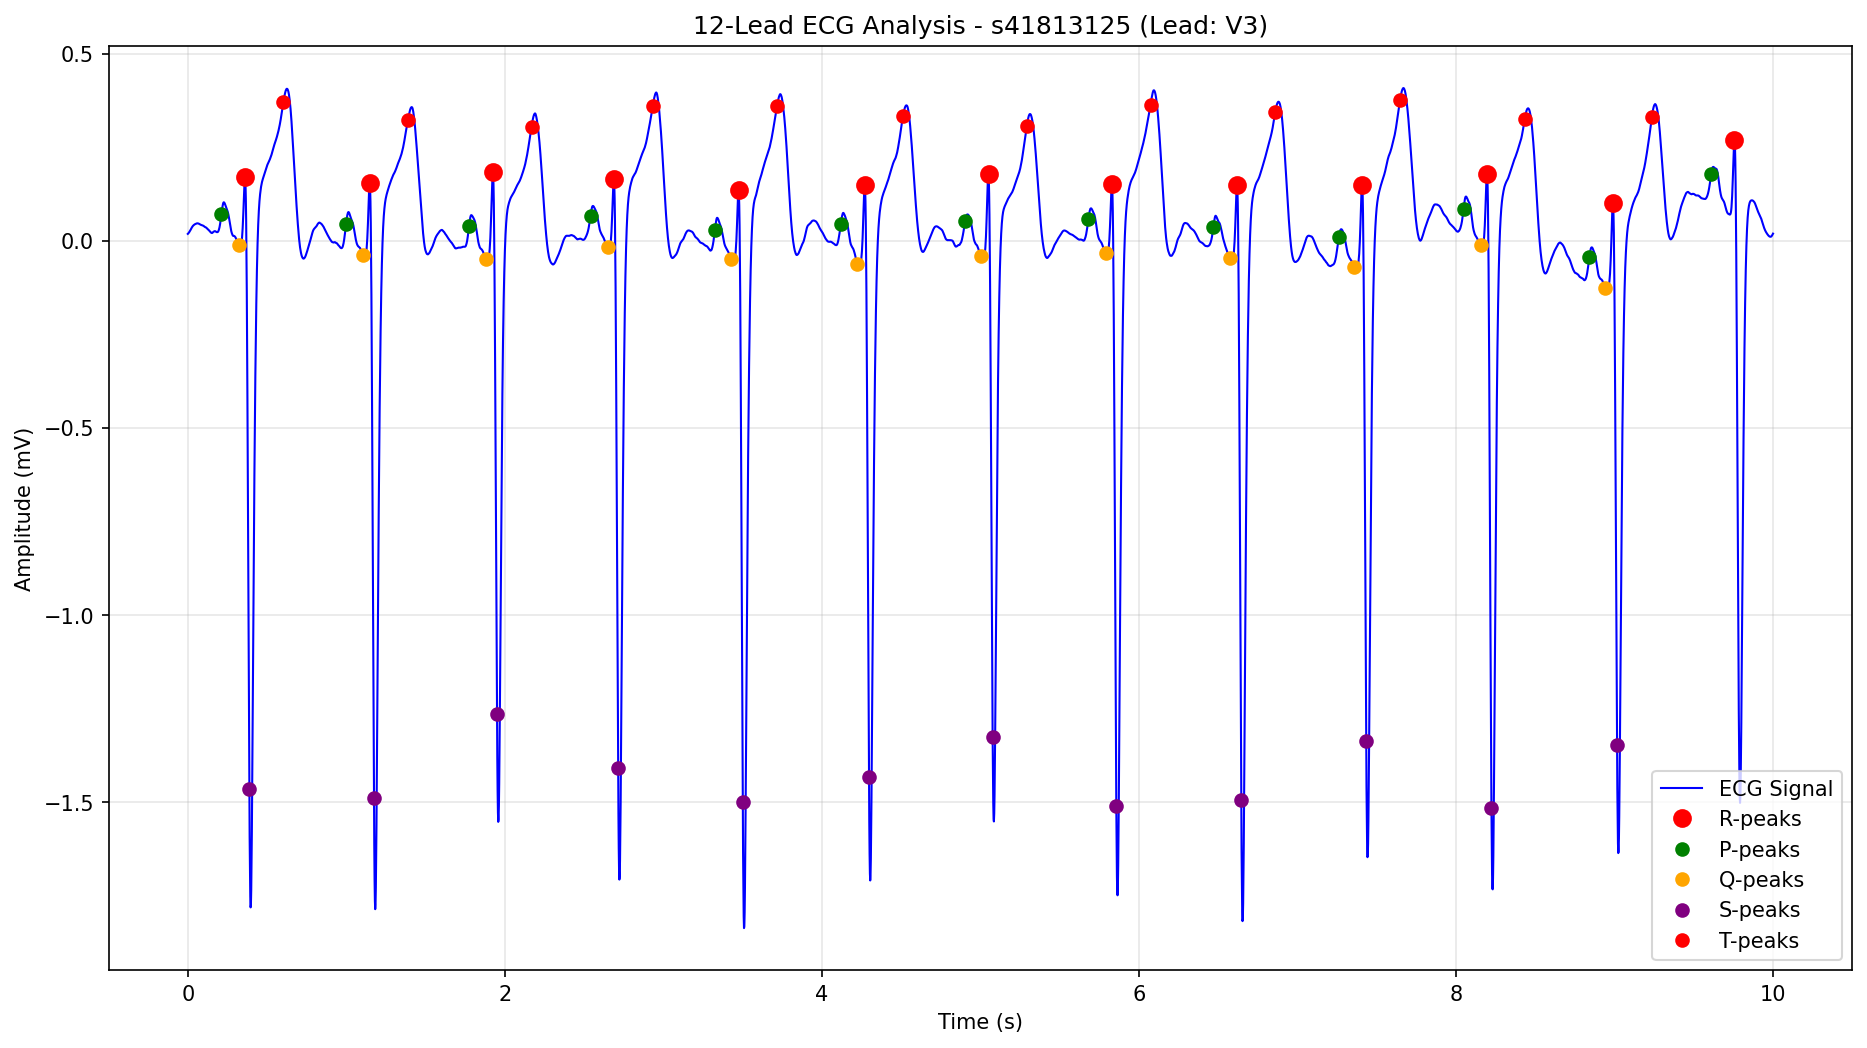 12-Lead ECG Analysis - s41813125 (Lead: V3)
0.5
0.0
−0.5
−1.0
−1.5
Amplitude (mV)
0 2 4 6 8 10
Time (s)
ECG Signal
R-peaks
P-peaks
Q-peaks
S-peaks
T-peaks